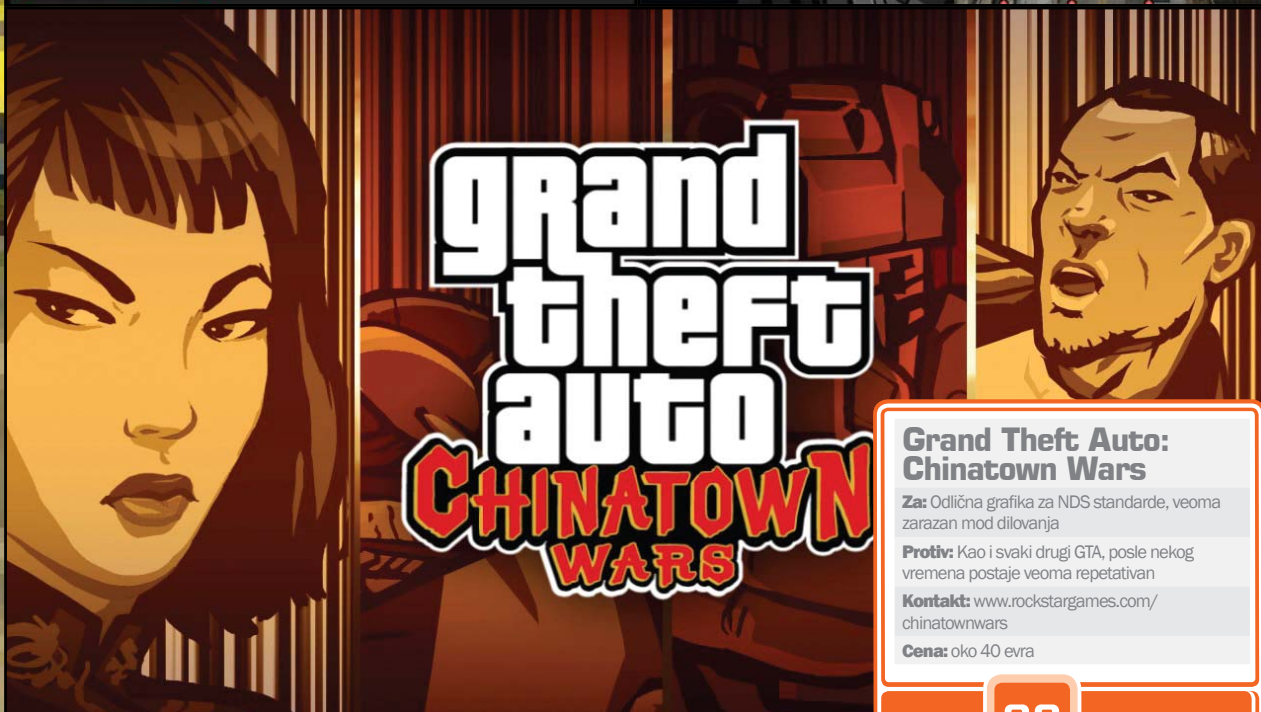 grand
theft
auto
CHINATOWN
WARS
Grand Theft Auto:
Chinatown Wars
Za: Odlična grafika za NDS standarde, veoma
zarazan mod dilovanja
Protiv: Kao i svaki drugi GTA, posle nekog
vremena postaje veoma repetativan
Kontakt: www.rockstargames.com/
chinatownwars
Cena: oko 40 evra